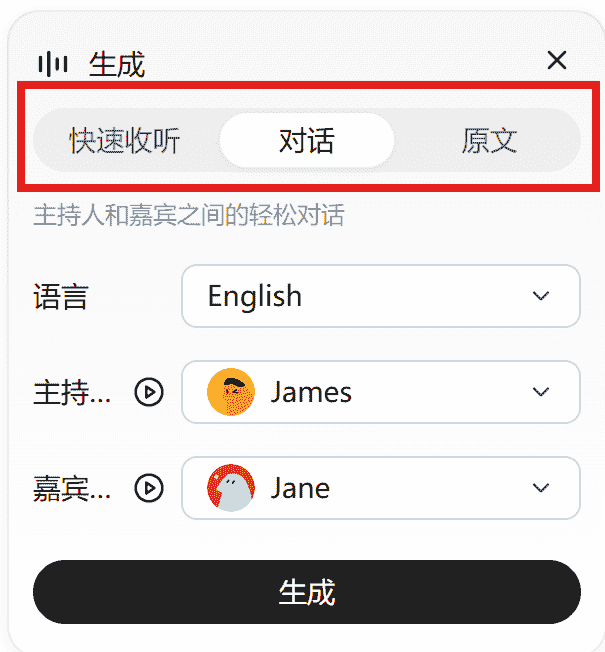 生成
快速收听 对话 原文
主持人和嘉宾之间的轻松对话
语言 English
主持... James
嘉宾... Jane
生成